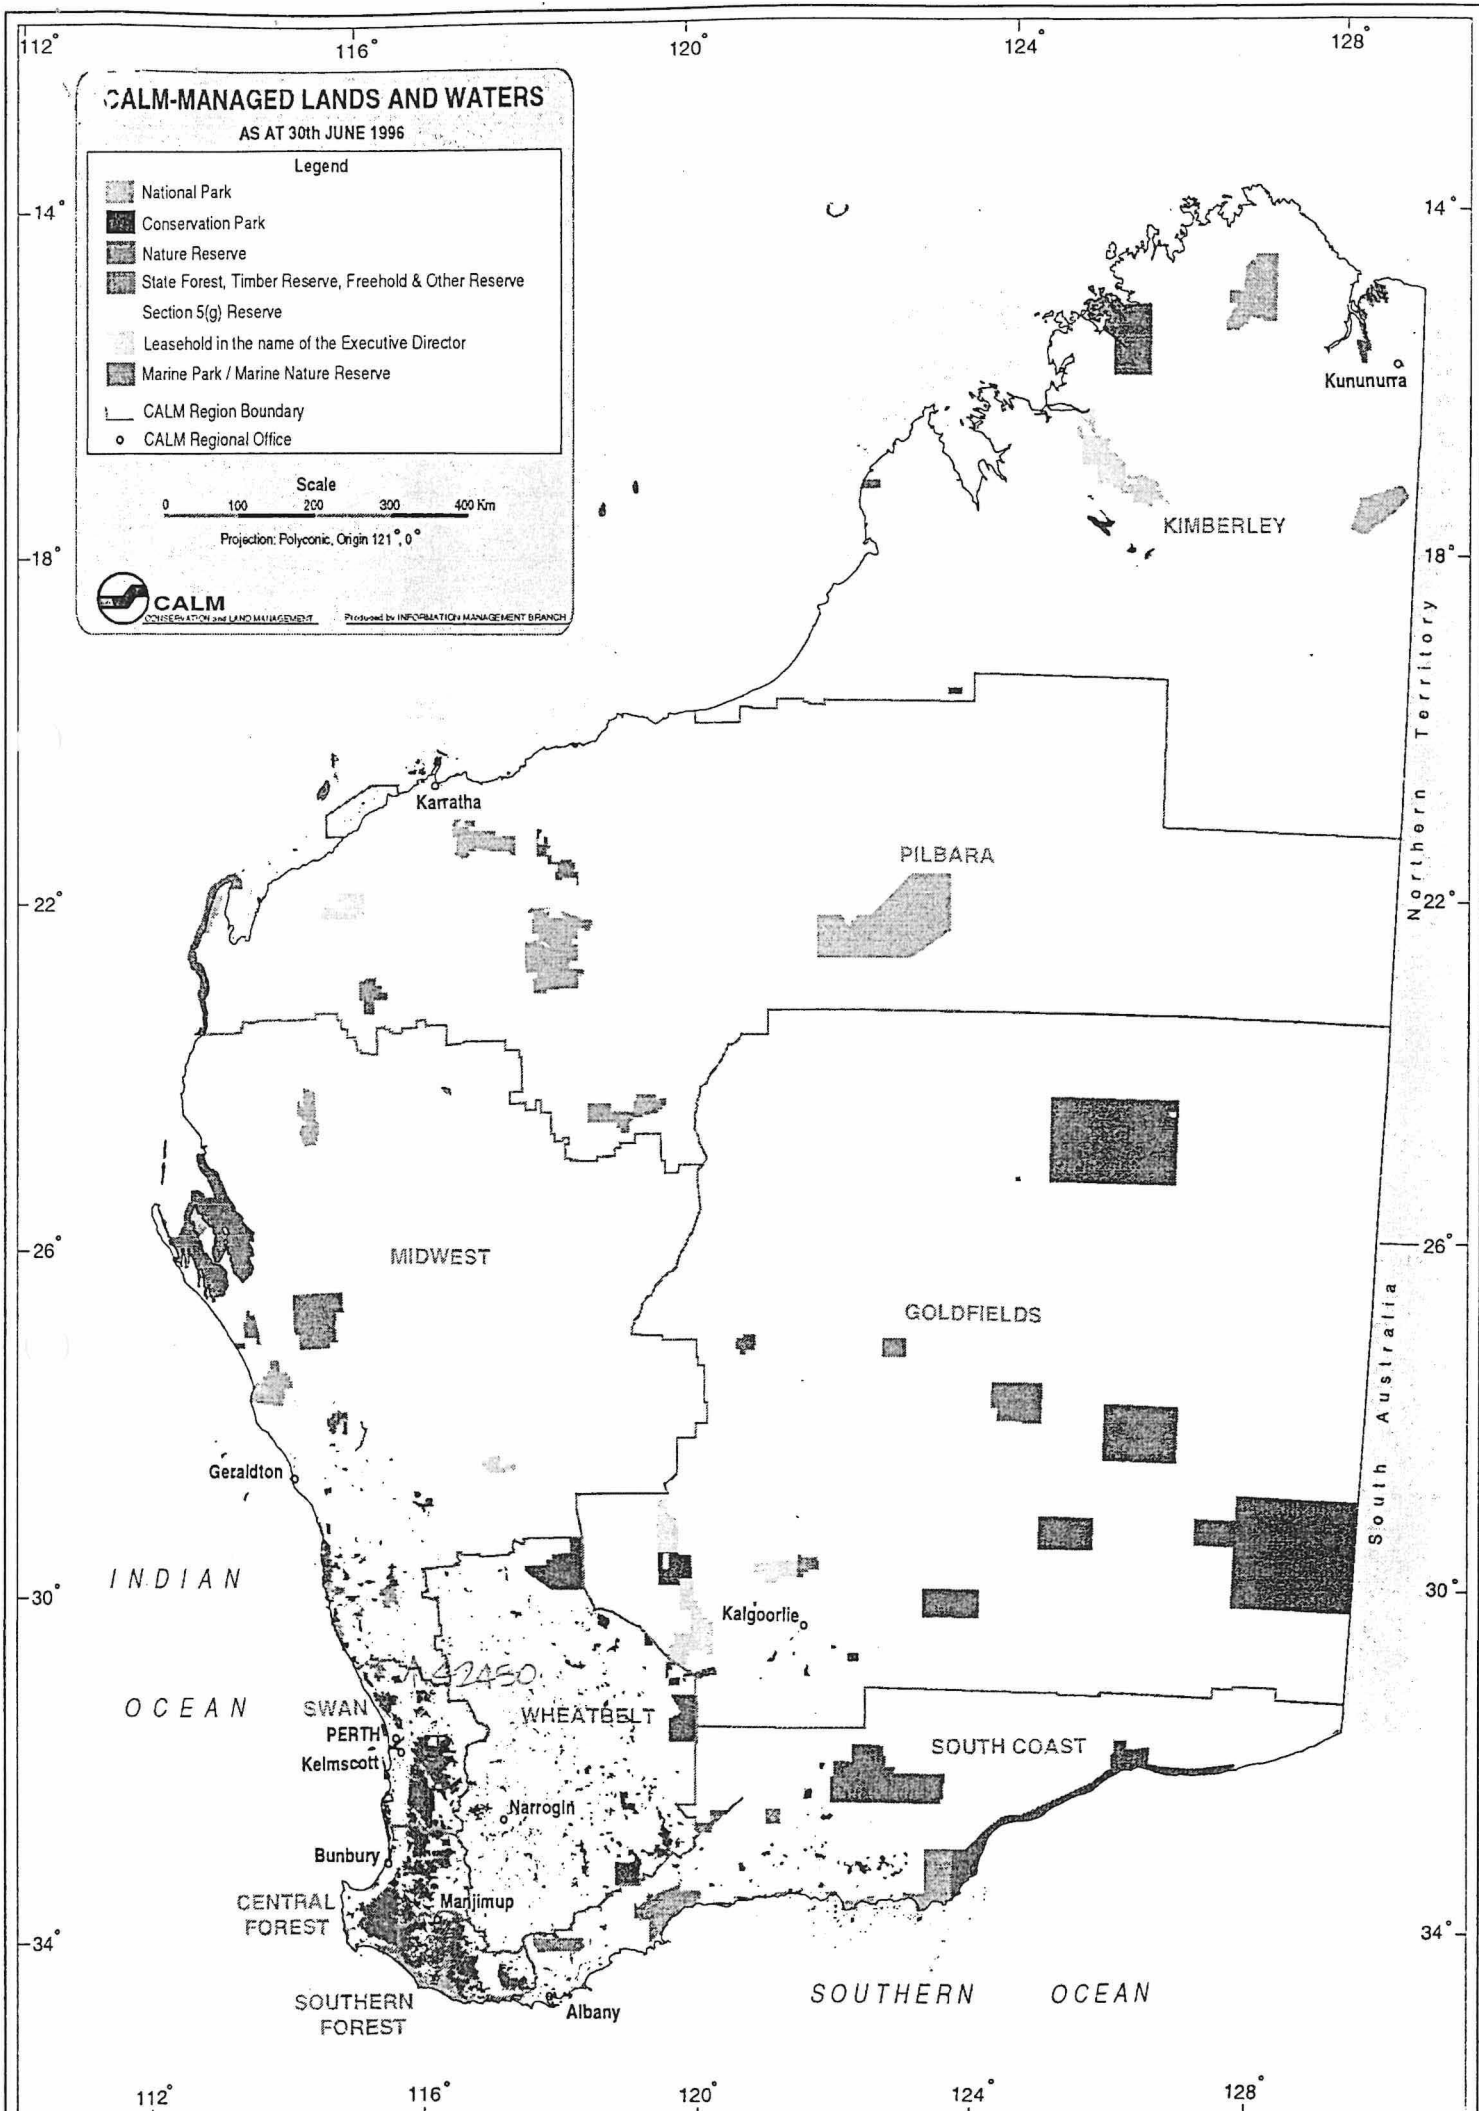 112° 116° 120° 124° 128°
CALM-MANAGED LANDS AND WATERS
AS AT 30th JUNE 1996
Legend
National Park
Conservation Park
Nature Reserve
State Forest, Timber Reserve, Freehold & Other Reserve
Section 5(g) Reserve
Leasehold in the name of the Executive Director
Marine Park / Marine Nature Reserve
CALM Region Boundary
CALM Regional Office
Scale
0 100 200 300 400 Km
Projection: Polyconic, Origin 121°, 0°
CALM
CONSERVATION and LAND MANAGEMENT
Produced by INFORMATION MANAGEMENT BRANCH
14° 14°
Kununurra
KIMBERLEY
18° 18°
Northern Territory
Karratha
PILBARA
22° 22°
MIDWEST
26° 26°
GOLDFIELDS
South Australia
Geraldton
INDIAN
30° 30°
Kalgoorlie
42450
OCEAN
SWAN
WHEATBELT
PERTH
SOUTH COAST
Kelmscott
Narrogin
Bunbury
CENTRAL
FOREST
Manjimup
34° 34°
SOUTHERN OCEAN
SOUTHERN
FOREST
Albany
112° 116° 120° 124° 128°